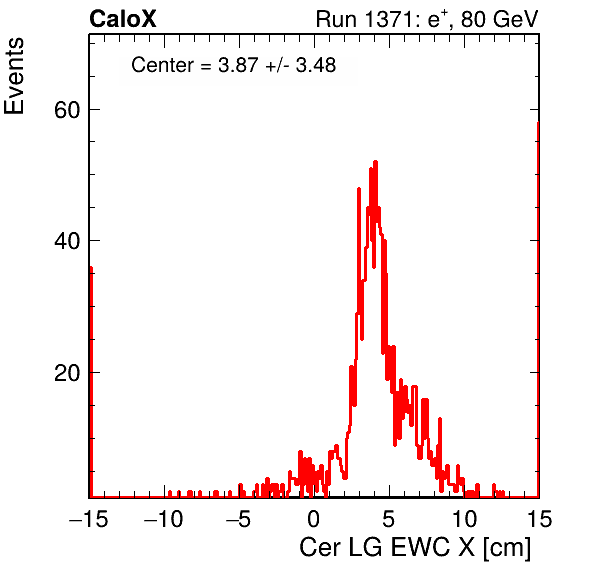 CaloX Run 1371: e⁺, 80 GeV
Center = 3.87 +/- 3.48
Events
60
40
20
−15 −10 −5 0 5 10 15
Cer LG EWC X [cm]